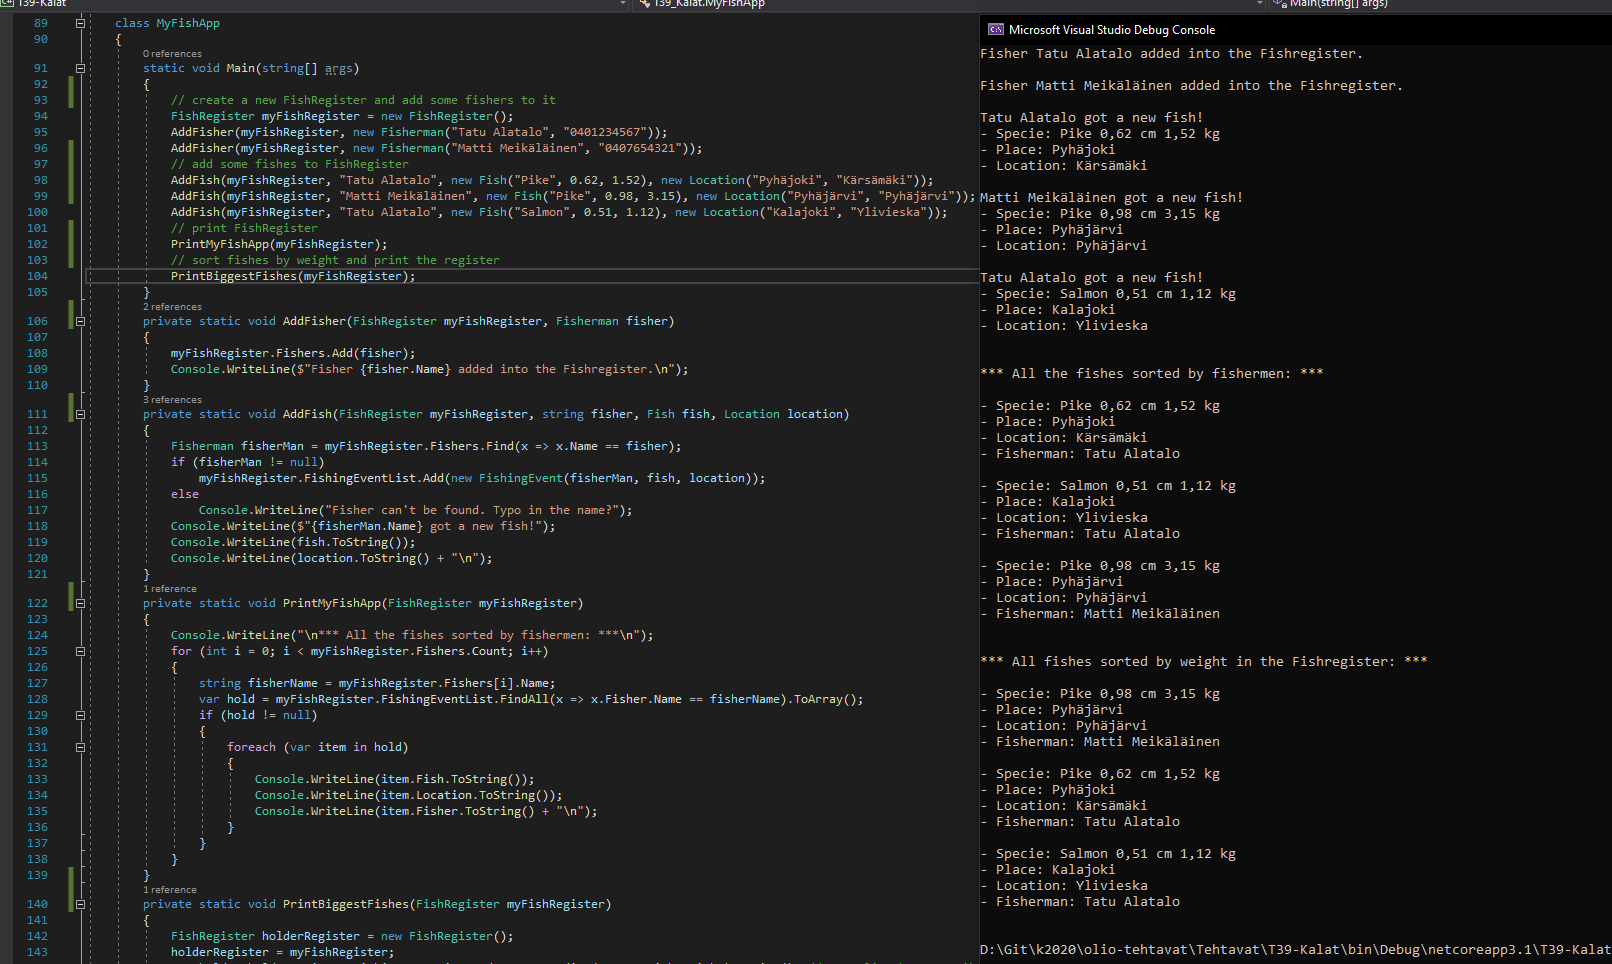 T39-Kalat
T39_Kalat.MyFishApp
Main(string[] args)
89 class MyFishApp
90 {
0 references
91 static void Main(string[] args)
92 {
93 // create a new FishRegister and add some fishers to it
94 FishRegister myFishRegister = new FishRegister();
95 AddFisher(myFishRegister, new Fisherman("Tatu Alatalo", "0401234567"));
96 AddFisher(myFishRegister, new Fisherman("Matti Meikäläinen", "0407654321"));
97 // add some fishes to FishRegister
98 AddFish(myFishRegister, "Tatu Alatalo", new Fish("Pike", 0.62, 1.52), new Location("Pyhäjoki", "Kärsämäki"));
99 AddFish(myFishRegister, "Matti Meikäläinen", new Fish("Pike", 0.98, 3.15), new Location("Pyhäjärvi", "Pyhäjärvi"));
100 AddFish(myFishRegister, "Tatu Alatalo", new Fish("Salmon", 0.51, 1.12), new Location("Kalajoki", "Ylivieska"));
101 // print FishRegister
102 PrintMyFishApp(myFishRegister);
103 // sort fishes by weight and print the register
104 PrintBiggestFishes(myFishRegister);
105 }
2 references
106 private static void AddFisher(FishRegister myFishRegister, Fisherman fisher)
107 {
108 myFishRegister.Fishers.Add(fisher);
109 Console.WriteLine($"Fisher {fisher.Name} added into the Fishregister.\n");
110 }
3 references
111 private static void AddFish(FishRegister myFishRegister, string fisher, Fish fish, Location location)
112 {
113 Fisherman fisherMan = myFishRegister.Fishers.Find(x => x.Name == fisher);
114 if (fisherMan != null)
115 myFishRegister.FishingEventList.Add(new FishingEvent(fisherMan, fish, location));
116 else
117 Console.WriteLine("Fisher can't be found. Typo in the name?");
118 Console.WriteLine($"{fisherMan.Name} got a new fish!");
119 Console.WriteLine(fish.ToString());
120 Console.WriteLine(location.ToString() + "\n");
121 }
1 reference
122 private static void PrintMyFishApp(FishRegister myFishRegister)
123 {
124 Console.WriteLine("\n*** All the fishes sorted by fishermen: ***\n");
125 for (int i = 0; i < myFishRegister.Fishers.Count; i++)
126 {
127 string fisherName = myFishRegister.Fishers[i].Name;
128 var hold = myFishRegister.FishingEventList.FindAll(x => x.Fisher.Name == fisherName).ToArray();
129 if (hold != null)
130 {
131 foreach (var item in hold)
132 {
133 Console.WriteLine(item.Fish.ToString());
134 Console.WriteLine(item.Location.ToString());
135 Console.WriteLine(item.Fisher.ToString() + "\n");
136 }
137 }
138 }
139 }
1 reference
140 private static void PrintBiggestFishes(FishRegister myFishRegister)
141 {
142 FishRegister holderRegister = new FishRegister();
143 holderRegister = myFishRegister;
Microsoft Visual Studio Debug Console
Fisher Tatu Alatalo added into the Fishregister.
Fisher Matti Meikäläinen added into the Fishregister.
Tatu Alatalo got a new fish!
- Specie: Pike 0,62 cm 1,52 kg
- Place: Pyhäjoki
- Location: Kärsämäki
Matti Meikäläinen got a new fish!
- Specie: Pike 0,98 cm 3,15 kg
- Place: Pyhäjärvi
- Location: Pyhäjärvi
Tatu Alatalo got a new fish!
- Specie: Salmon 0,51 cm 1,12 kg
- Place: Kalajoki
- Location: Ylivieska
*** All the fishes sorted by fishermen: ***
- Specie: Pike 0,62 cm 1,52 kg
- Place: Pyhäjoki
- Location: Kärsämäki
- Fisherman: Tatu Alatalo
- Specie: Salmon 0,51 cm 1,12 kg
- Place: Kalajoki
- Location: Ylivieska
- Fisherman: Tatu Alatalo
- Specie: Pike 0,98 cm 3,15 kg
- Place: Pyhäjärvi
- Location: Pyhäjärvi
- Fisherman: Matti Meikäläinen
*** All fishes sorted by weight in the Fishregister: ***
- Specie: Pike 0,98 cm 3,15 kg
- Place: Pyhäjärvi
- Location: Pyhäjärvi
- Fisherman: Matti Meikäläinen
- Specie: Pike 0,62 cm 1,52 kg
- Place: Pyhäjoki
- Location: Kärsämäki
- Fisherman: Tatu Alatalo
- Specie: Salmon 0,51 cm 1,12 kg
- Place: Kalajoki
- Location: Ylivieska
- Fisherman: Tatu Alatalo
D:\Git\k2020\olio-tehtavat\Tehtavat\T39-Kalat\bin\Debug\netcoreapp3.1\T39-Kalat